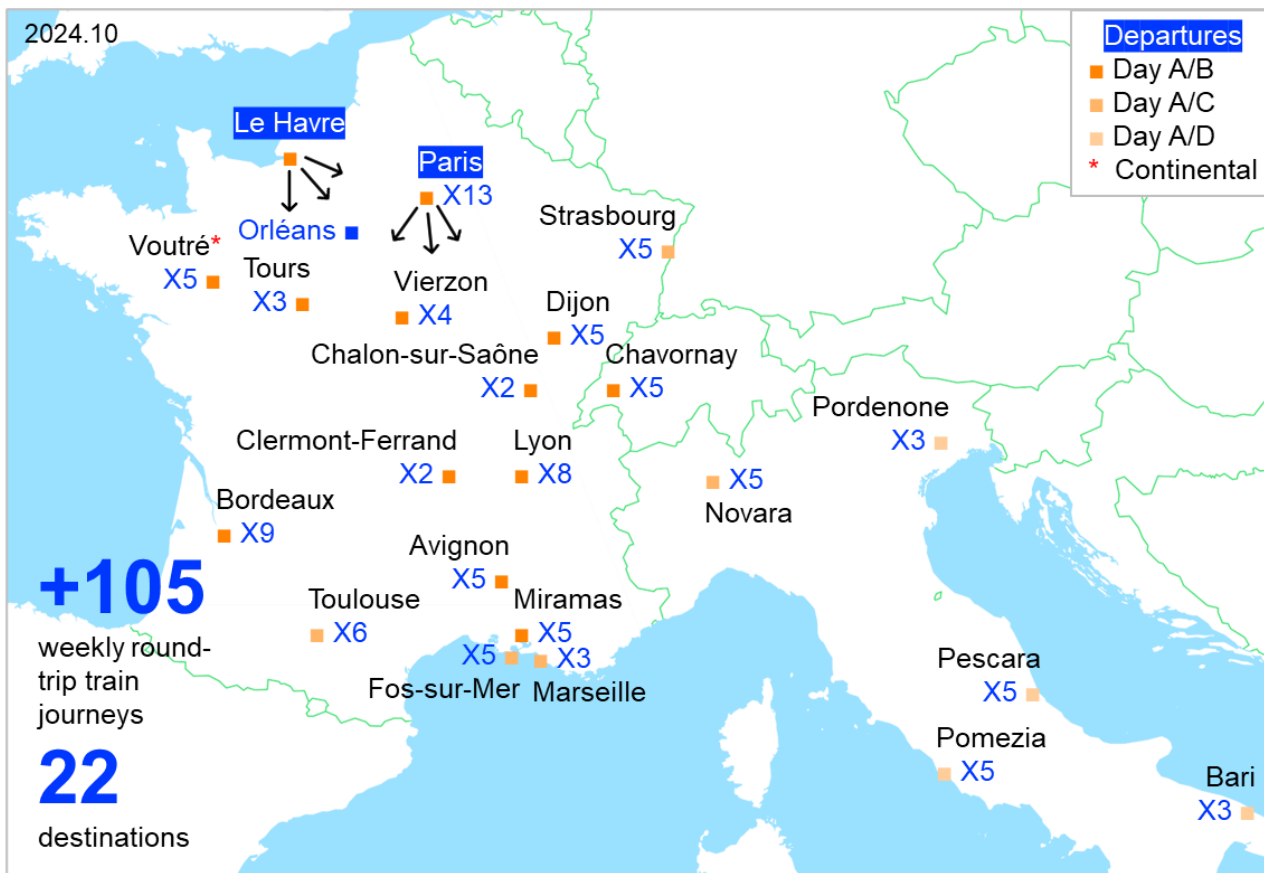 2024.10
Departures
Day A/B
Day A/C
Day A/D
* Continental
Le Havre
Paris
X13
Orléans
Strasbourg
X5
Voutré*
X5
Tours
X3
Vierzon
X4
Dijon
X5
Chalon-sur-Saône
X2
Chavornay
X5
Pordenone
X3
Clermont-Ferrand
X2
Lyon
X8
X5
Novara
Bordeaux
X9
Avignon
X5
Toulouse
X6
Miramas
X5
X5
Fos-sur-Mer
X3
Marseille
Pescara
X5
Pomezia
X5
Bari
X3
+105
weekly round-
trip train
journeys
22
destinations